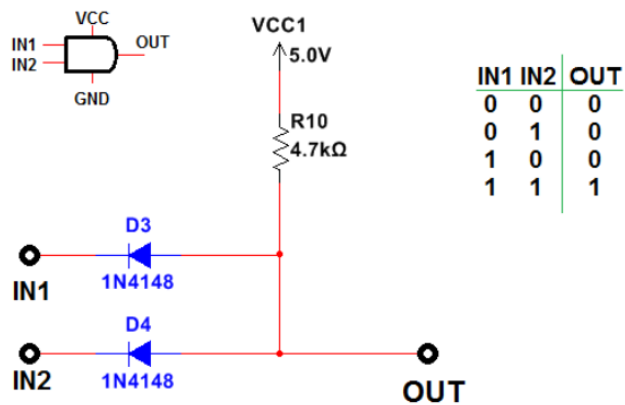 VCC
IN1
IN2
OUT
GND
VCC1
5.0V
R10
4.7kΩ
IN1 IN2 OUT
0 0 0
0 1 0
1 0 0
1 1 1
D3
1N4148
IN1
D4
1N4148
IN2
OUT